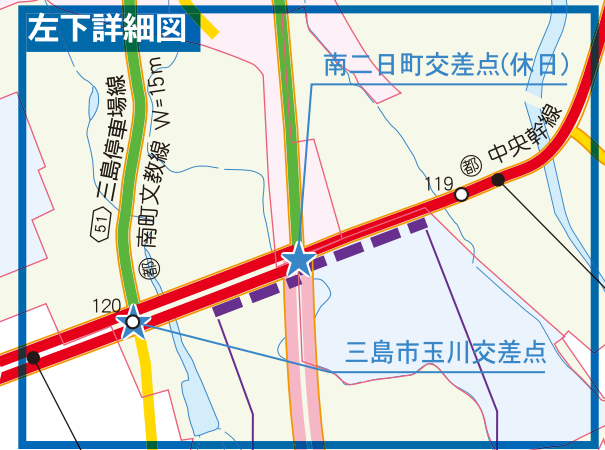 左下詳細図
南二日町交差点(休日)
51 三島停車場線
都 南町文教線 W=15m
都 中央幹線
119
120
三島市玉川交差点